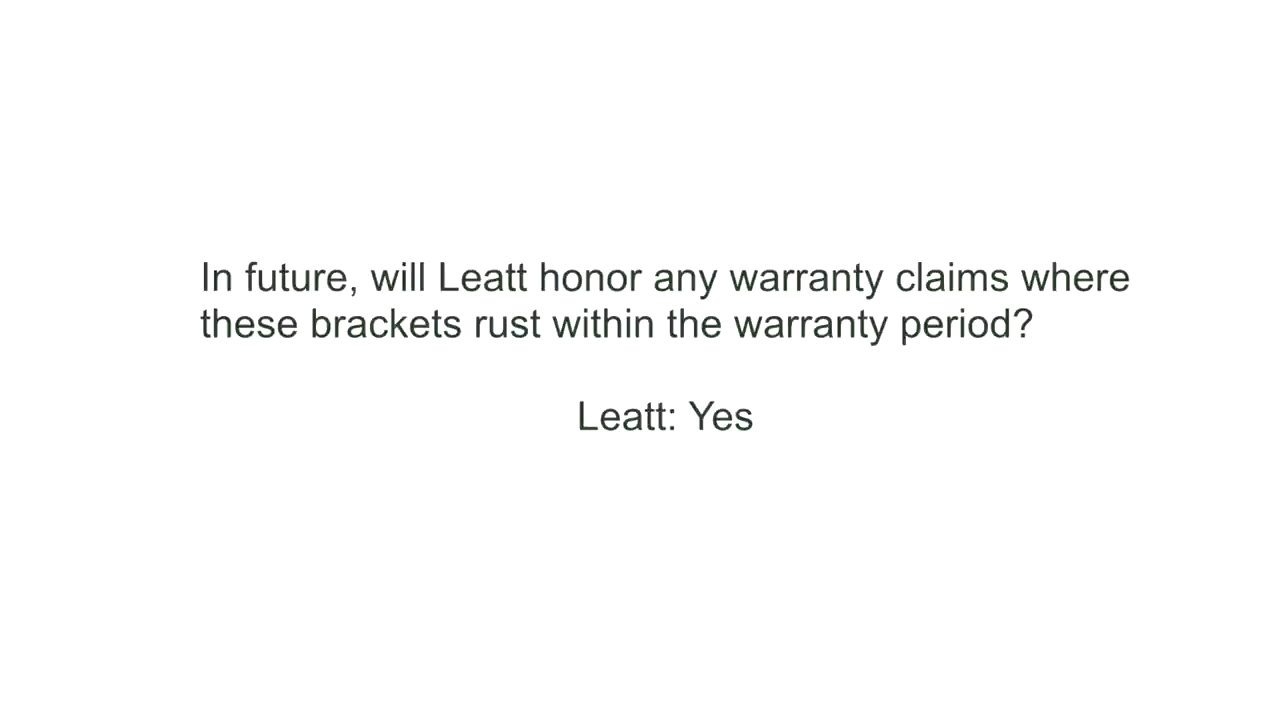 In future, will Leatt honor any warranty claims where
these brackets rust within the warranty period?
Leatt: Yes